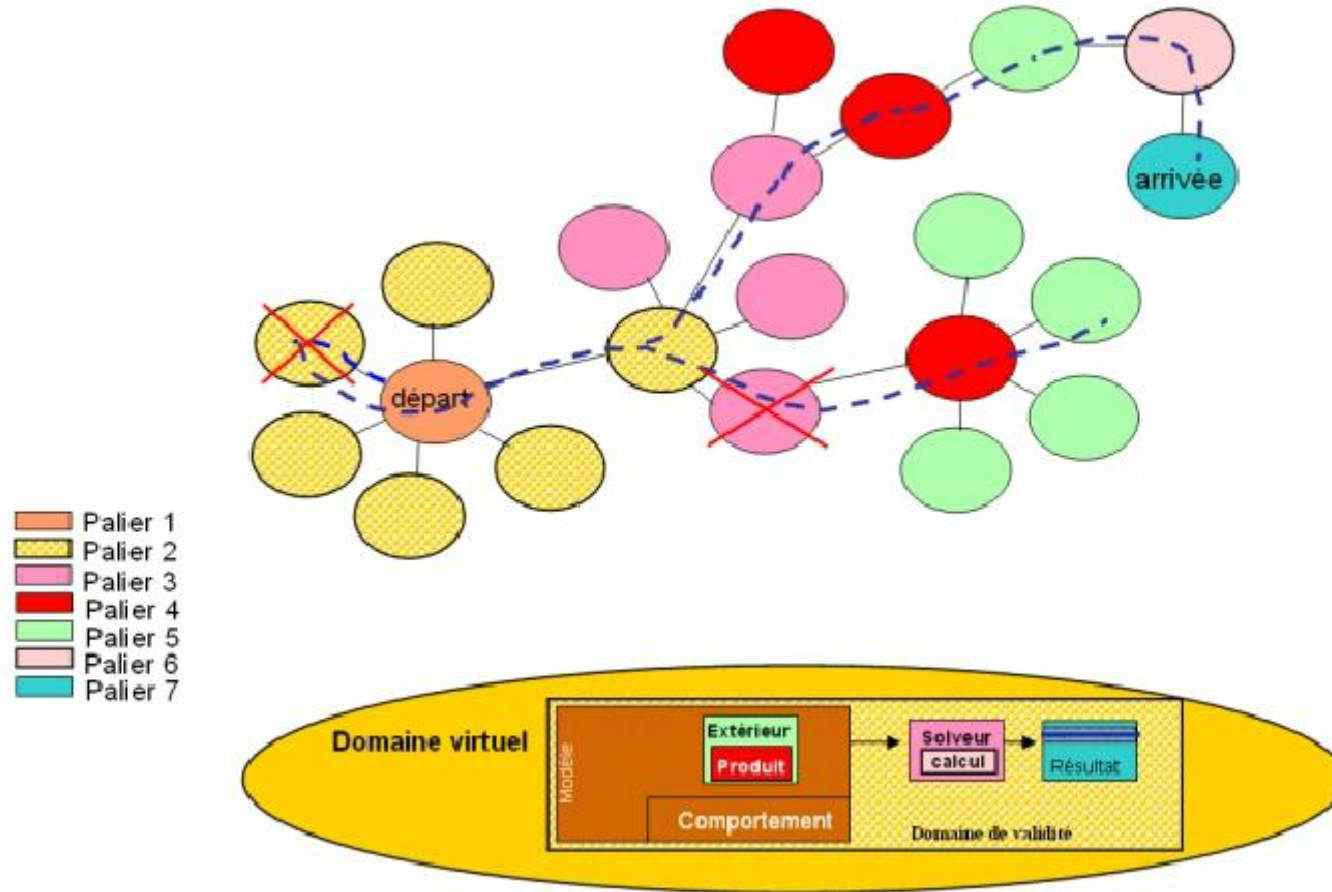 arrivée
départ
Palier 1
Palier 2
Palier 3
Palier 4
Palier 5
Palier 6
Palier 7
Domaine virtuel
Modèle
Extérieur
Produit
Comportement
Solveur
calcul
Résultat
Domaine de validité